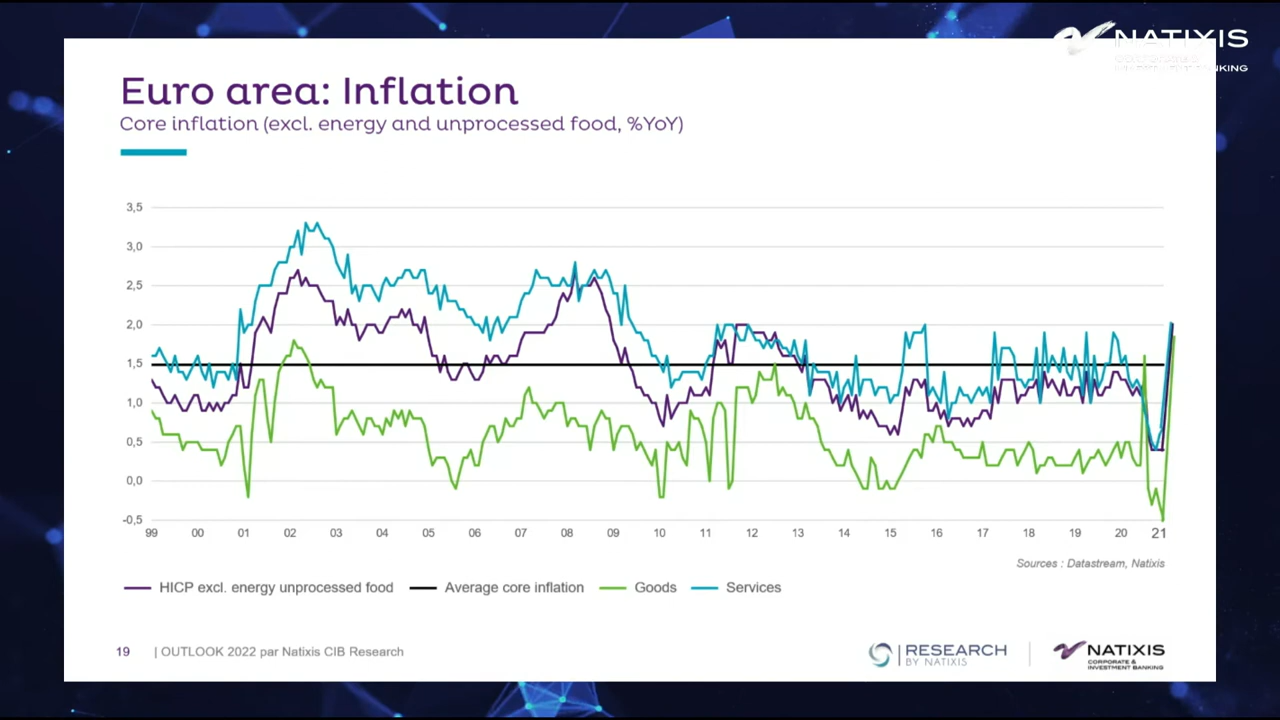 NATIXIS
CORPORATE &
INVESTMENT BANKING
Euro area: Inflation
Core inflation (excl. energy and unprocessed food, %YoY)
3,5
3,0
2,5
2,0
1,5
1,0
0,5
0,0
-0,5
99 00 01 02 03 04 05 06 07 08 09 10 11 12 13 14 15 16 17 18 19 20 21
Sources : Datastream, Natixis
HICP excl. energy unprocessed food Average core inflation Goods Services
19 | OUTLOOK 2022 par Natixis CIB Research
RESEARCH
BY NATIXIS
NATIXIS
CORPORATE &
INVESTMENT BANKING